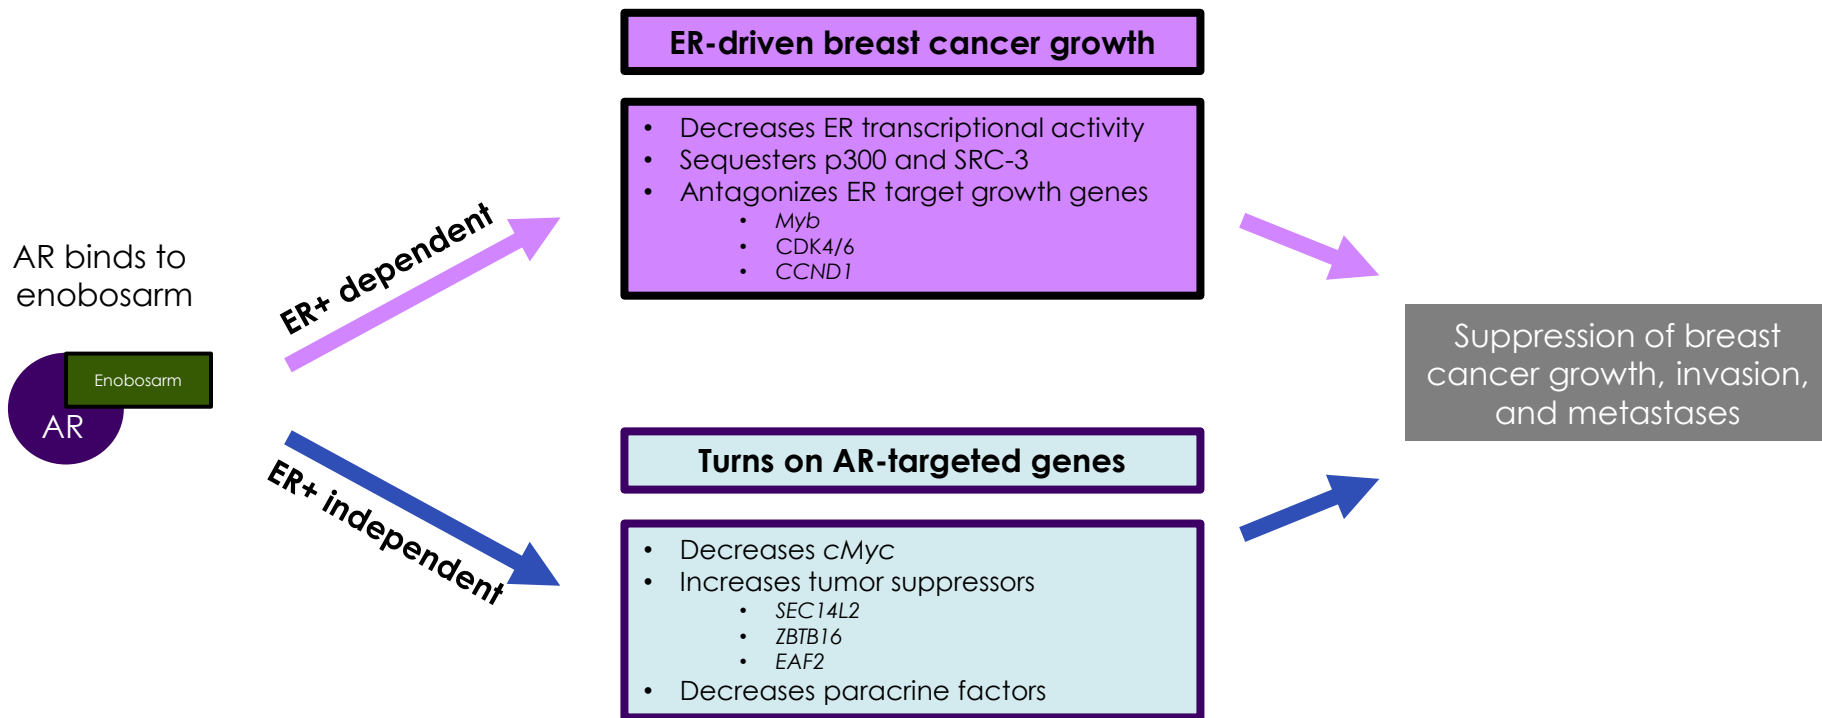 AR binds to
enobosarm
Enobosarm
AR
ER+ dependent
ER+ independent
ER-driven breast cancer growth
• Decreases ER transcriptional activity
• Sequesters p300 and SRC-3
• Antagonizes ER target growth genes
• Myb
• CDK4/6
• CCND1
Turns on AR-targeted genes
• Decreases cMyc
• Increases tumor suppressors
• SEC14L2
• ZBTB16
• EAF2
• Decreases paracrine factors
Suppression of breast
cancer growth, invasion,
and metastases